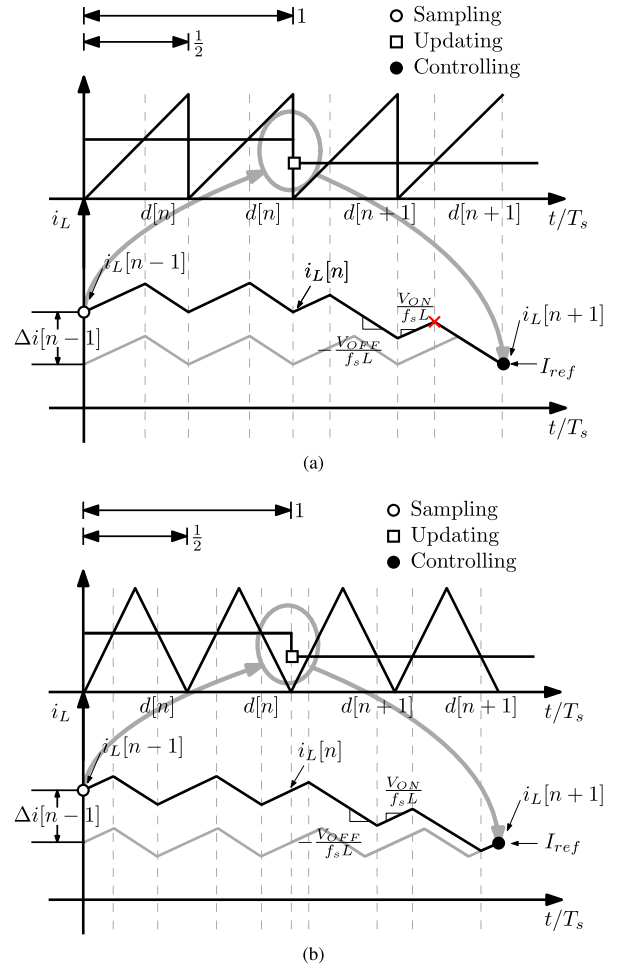 1
1/2
Sampling
Updating
Controlling
d[n] d[n] d[n + 1] d[n + 1] t/T_s
i_L
i_L[n − 1]
i_L[n]
V_ON/f_sL
i_L[n + 1]
Δi[n − 1]
−V_OFF/f_sL
I_ref
t/T_s
(a)
1
1/2
Sampling
Updating
Controlling
d[n] d[n] d[n + 1] d[n + 1] t/T_s
i_L
i_L[n − 1]
i_L[n]
V_ON/f_sL
i_L[n + 1]
Δi[n − 1]
−V_OFF/f_sL
I_ref
t/T_s
(b)